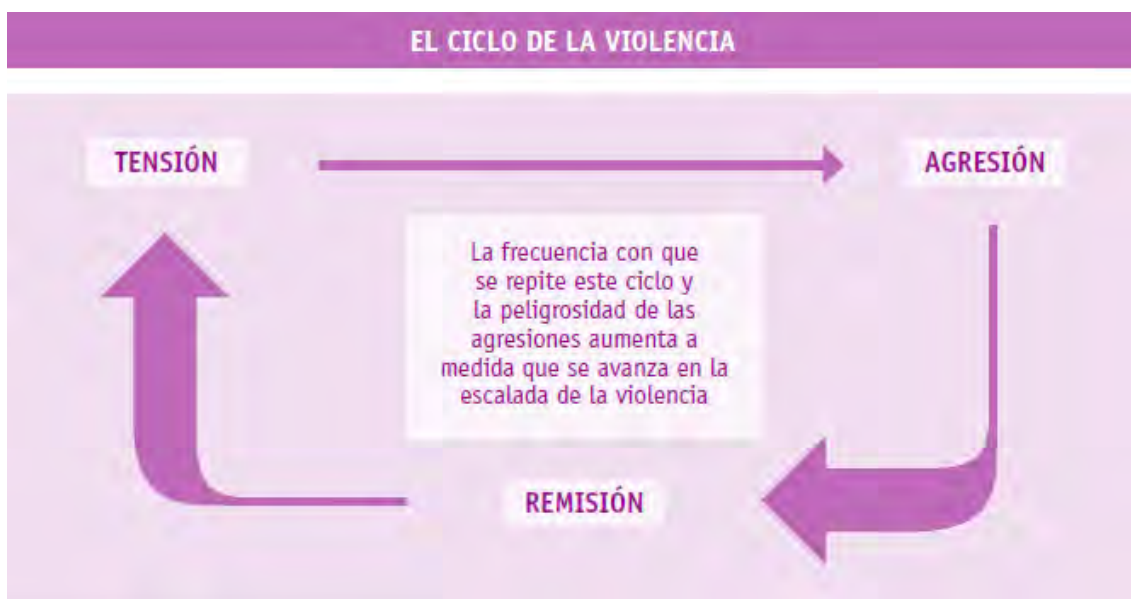 EL CICLO DE LA VIOLENCIA
TENSIÓN
AGRESIÓN
La frecuencia con que
se repite este ciclo y
la peligrosidad de las
agresiones aumenta a
medida que se avanza en la
escalada de la violencia
REMISIÓN